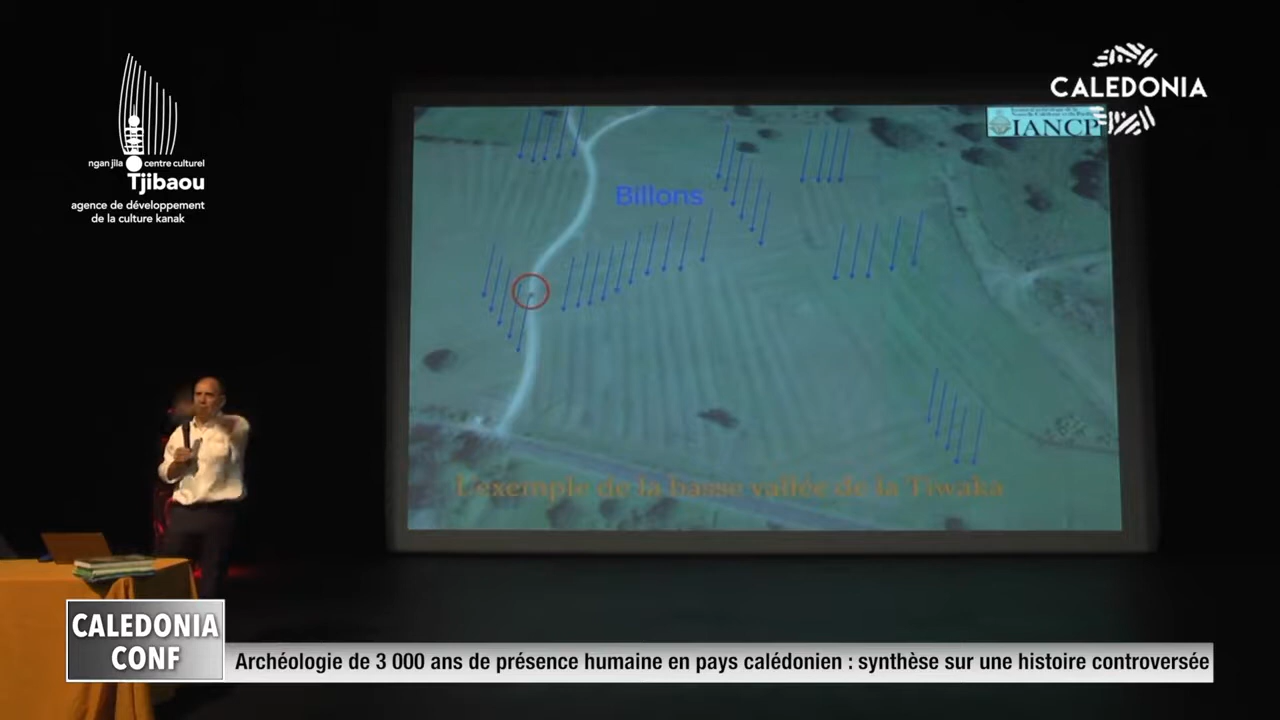 ngan jila centre culturel
Tjibaou
agence de développement
de la culture kanak
CALEDONIA
IANCP
Billons
L'exemple de la basse vallée de la Tiwaka
CALEDONIA
CONF
Archéologie de 3 000 ans de présence humaine en pays calédonien : synthèse sur une histoire controversée